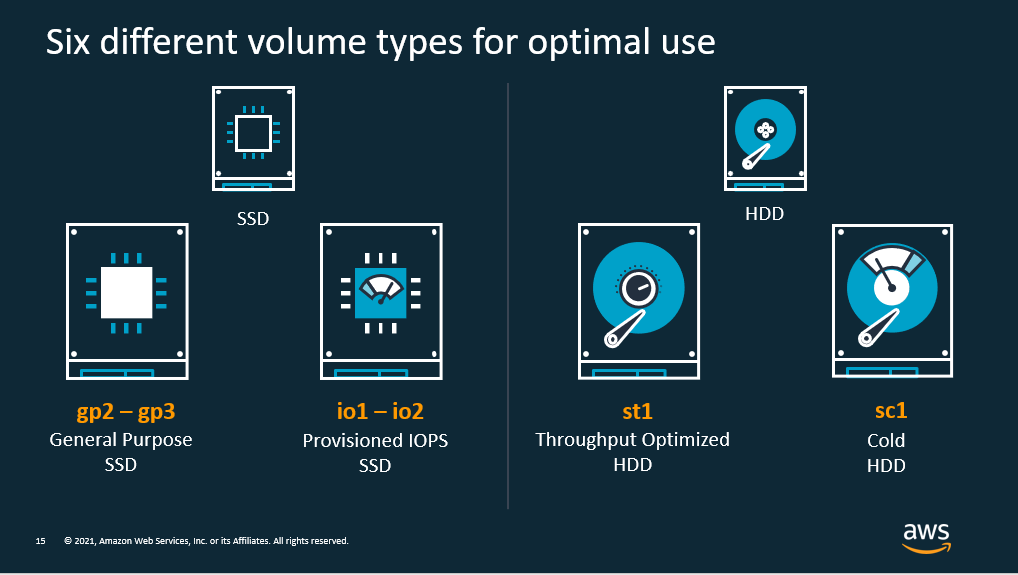 Six different volume types for optimal use
SSD
HDD
gp2 – gp3
General Purpose
SSD
io1 – io2
Provisioned IOPS
SSD
st1
Throughput Optimized
HDD
sc1
Cold
HDD
15 © 2021, Amazon Web Services, Inc. or its Affiliates. All rights reserved.
aws